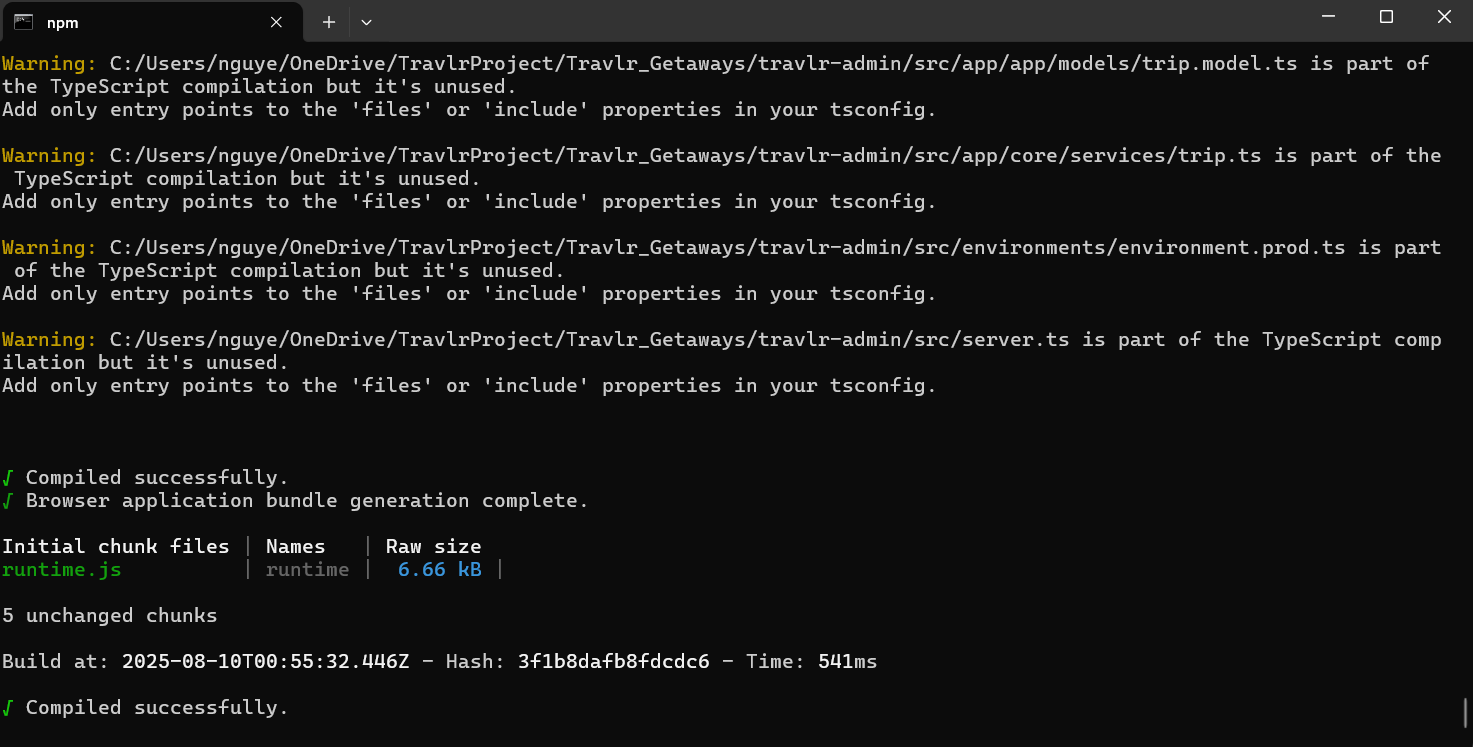 npm
Warning: C:/Users/nguye/OneDrive/TravlrProject/Travlr_Getaways/travlr-admin/src/app/app/models/trip.model.ts is part of
the TypeScript compilation but it's unused.
Add only entry points to the 'files' or 'include' properties in your tsconfig.
Warning: C:/Users/nguye/OneDrive/TravlrProject/Travlr_Getaways/travlr-admin/src/app/core/services/trip.ts is part of the
 TypeScript compilation but it's unused.
Add only entry points to the 'files' or 'include' properties in your tsconfig.
Warning: C:/Users/nguye/OneDrive/TravlrProject/Travlr_Getaways/travlr-admin/src/environments/environment.prod.ts is part
 of the TypeScript compilation but it's unused.
Add only entry points to the 'files' or 'include' properties in your tsconfig.
Warning: C:/Users/nguye/OneDrive/TravlrProject/Travlr_Getaways/travlr-admin/src/server.ts is part of the TypeScript comp
ilation but it's unused.
Add only entry points to the 'files' or 'include' properties in your tsconfig.
√ Compiled successfully.
√ Browser application bundle generation complete.
Initial chunk files | Names   | Raw size
runtime.js          | runtime |  6.66 kB |
5 unchanged chunks
Build at: 2025-08-10T00:55:32.446Z - Hash: 3f1b8dafb8fdcdc6 - Time: 541ms
√ Compiled successfully.